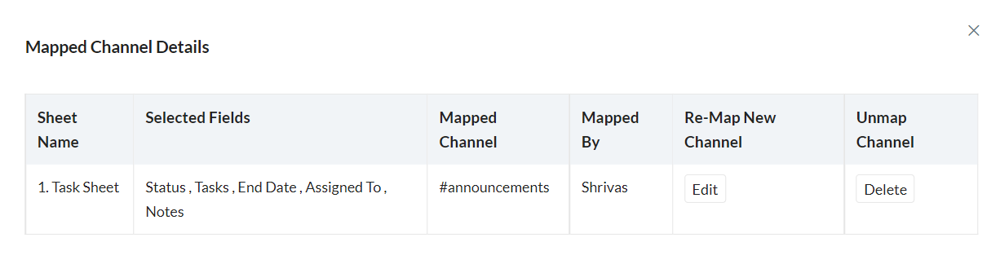 Mapped Channel Details
Sheet Name
Selected Fields
Mapped Channel
Mapped By
Re-Map New Channel
Unmap Channel
1. Task Sheet
Status , Tasks , End Date , Assigned To ,
Notes
#announcements
Shrivas
Edit
Delete